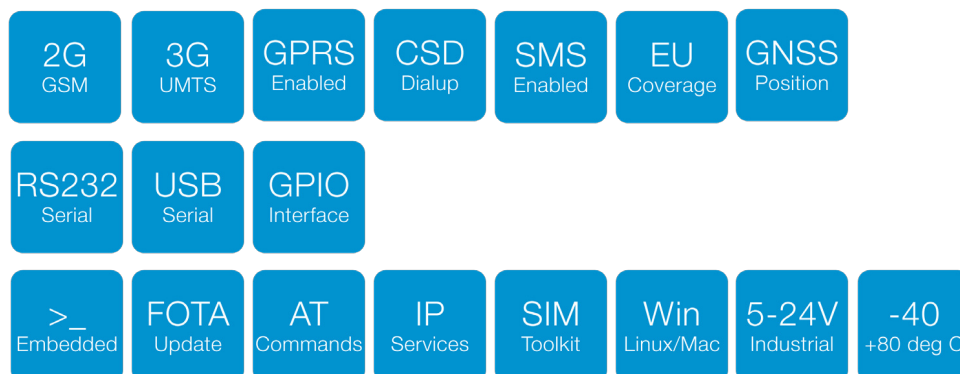 2G 3G GPRS CSD SMS EU GNSS
GSM UMTS Enabled Dialup Enabled Coverage Position
RS232 USB GPIO
Serial Serial Interface
>_ FOTA AT IP SIM Win 5-24V -40
Embedded Update Commands Services Toolkit Linux/Mac Industrial +80 deg C